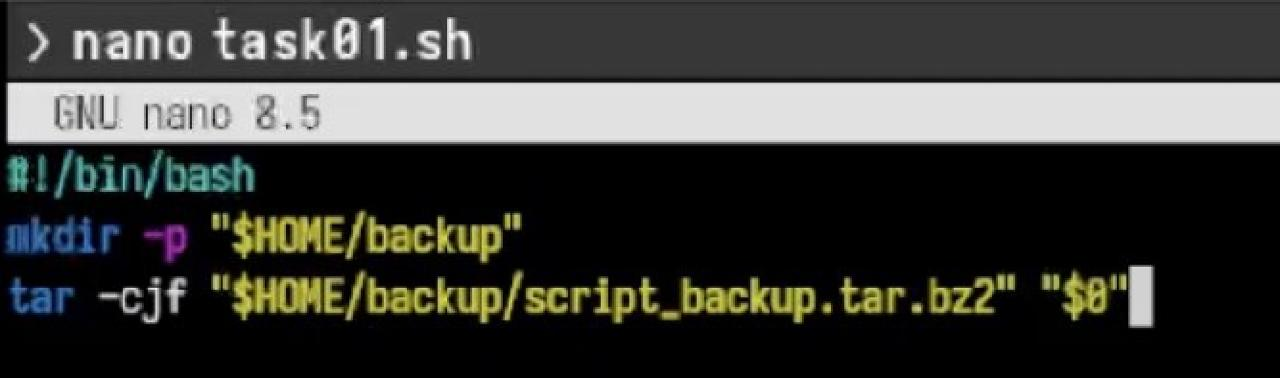 ❯ nano task01.sh
GNU nano 8.5
#!/bin/bash
mkdir -p "$HOME/backup"
tar -cjf "$HOME/backup/script_backup.tar.bz2" "$0"